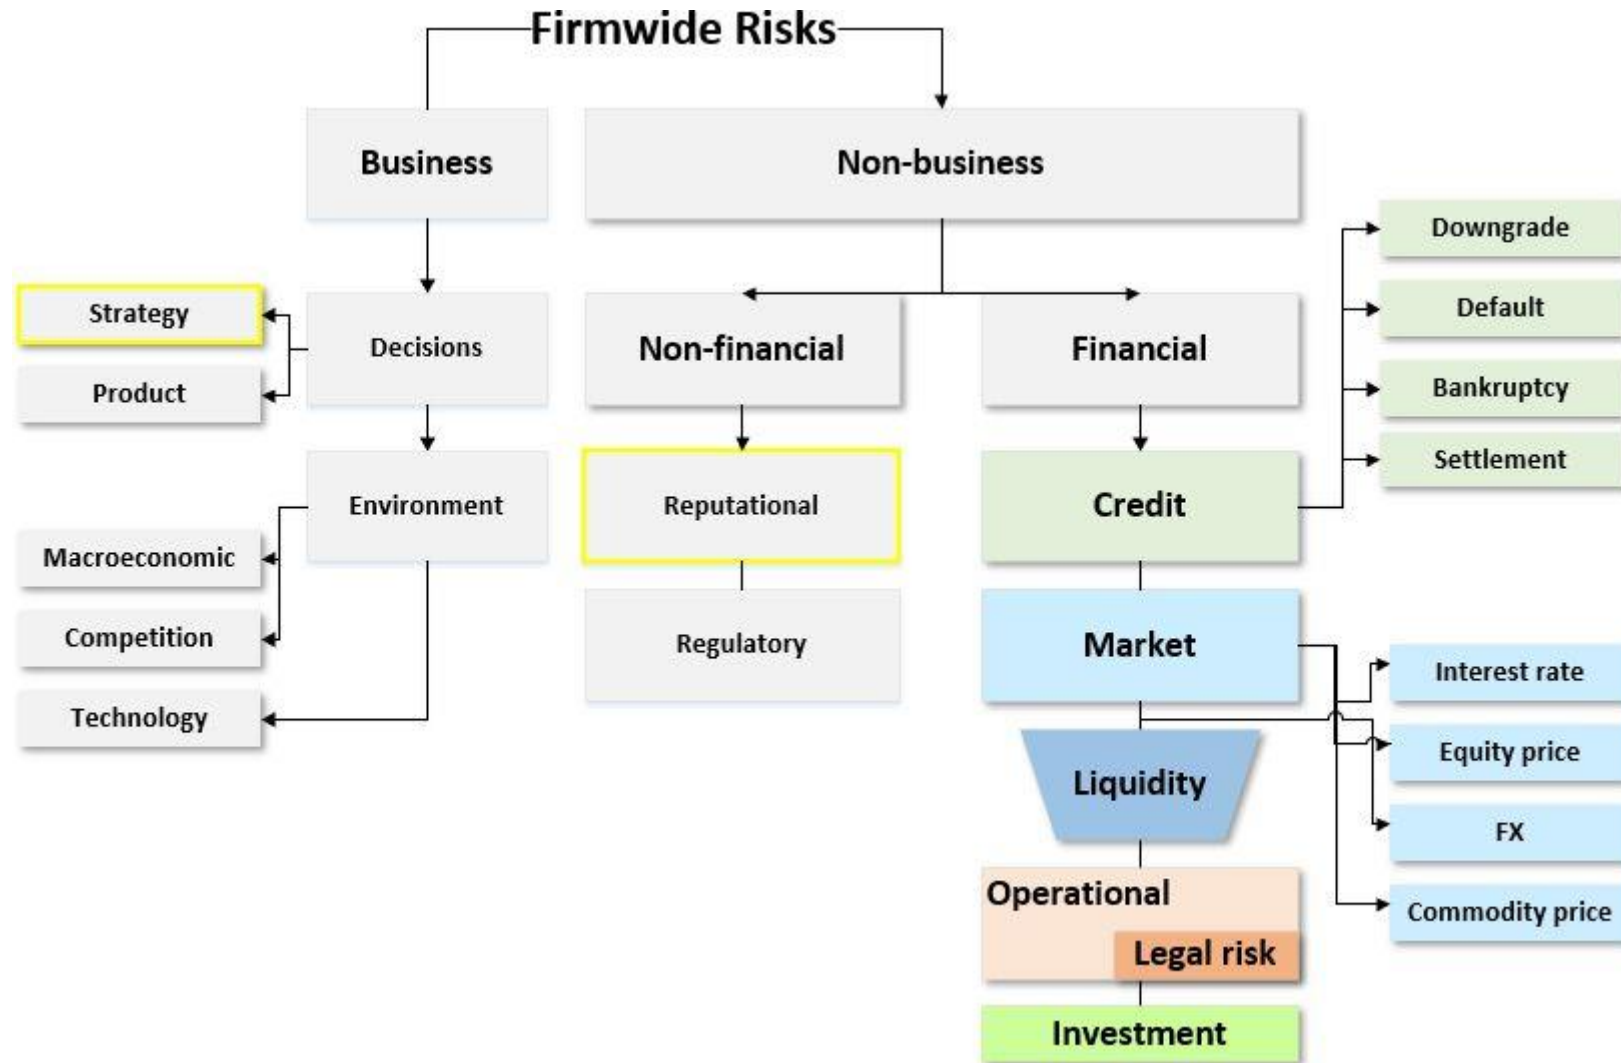 Firmwide Risks
Business
Non-business
Downgrade
Strategy
Default
Decisions
Non-financial
Financial
Product
Bankruptcy
Settlement
Environment
Reputational
Credit
Macroeconomic
Competition
Regulatory
Market
Interest rate
Technology
Equity price
Liquidity
FX
Operational
Commodity price
Legal risk
Investment